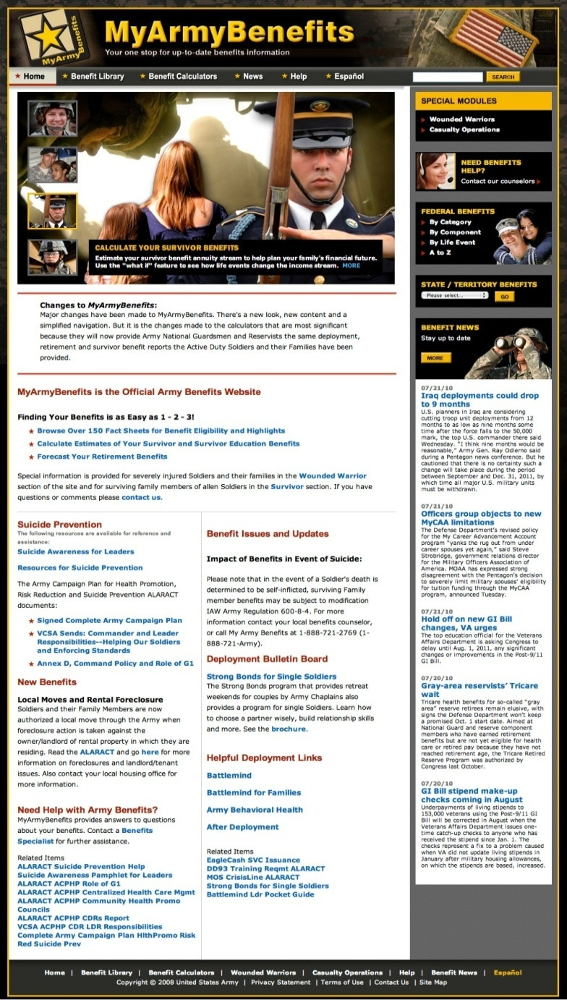 MyArmyBenefits
MyArmyBenefits
Your one stop for up-to-date benefits information
Home
Benefit Library
Benefit Calculators
News
Help
Español
SEARCH
CALCULATE YOUR SURVIVOR BENEFITS
Estimate your survivor benefit annuity stream to help plan your family's financial future.
Use the "what if" feature to see how life events change the income stream. MORE
Changes to MyArmyBenefits:
Major changes have been made to MyArmyBenefits. There's a new look, new content and a
simplified navigation. But it is the changes made to the calculators that are most significant
because they will now provide Army National Guardsmen and Reservists the same deployment,
retirement and survivor benefit reports the Active Duty Soldiers and their Families have been
provided.
MyArmyBenefits is the Official Army Benefits Website
Finding Your Benefits is as Easy as 1 - 2 - 3!
Browse Over 150 Fact Sheets for Benefit Eligibility and Highlights
Calculate Estimates of Your Survivor and Survivor Education Benefits
Forecast Your Retirement Benefits
Special information is provided for severely injured Soldiers and their families in the Wounded Warrior
section of the site and for surviving family members of allen Soldiers in the Survivor section. If you have
questions or comments please contact us.
Suicide Prevention
The following resources are available for reference and
assistance:
Suicide Awareness for Leaders
Resources for Suicide Prevention
The Army Campaign Plan for Health Promotion,
Risk Reduction and Suicide Prevention ALARACT
documents:
Signed Complete Army Campaign Plan
VCSA Sends: Commander and Leader
Responsibilities--Helping Our Soldiers
and Enforcing Standards
Annex D, Command Policy and Role of G1
New Benefits
Local Moves and Rental Foreclosure
Soldiers and their Family Members are now
authorized a local move through the Army when
foreclosure action is taken against the
owner/landlord of rental property in which they are
residing. Read the ALARACT and go here for more
information on foreclosures and landlord/tenant
issues. Also contact your local housing office for
more information.
Need Help with Army Benefits?
MyArmyBenefits provides answers to questions
about your benefits. Contact a Benefits
Specialist for further assistance.
Related Items
ALARACT Suicide Prevention Help
Suicide Awareness Pamphlet for Leaders
ALARACT ACPHP Role of G1
ALARACT ACPHP Centralized Health Care Mgmt
ALARACT ACPHP Community Health Promo
Councils
ALARACT ACPHP CDRs Report
VCSA ACPHP CDR LDR Responsibilities
Complete Army Campaign Plan HlthPromo Risk
Red Suicide Prev
Benefit Issues and Updates
Impact of Benefits in Event of Suicide:
Please note that in the event of a Soldier's death is
determined to be self-inflicted, surviving Family
member benefits may be subject to modification
IAW Army Regulation 600-8-4. For more
information contact your local benefits counselor,
or call My Army Benefits at 1-888-721-2769 (1-
888-721-Army).
Deployment Bulletin Board
Strong Bonds for Single Soldiers
The Strong Bonds program that provides retreat
weekends for couples by Army Chaplains also
provides a program for single Soldiers. Learn how
to choose a partner wisely, build relationship skills
and more. See the brochure.
Helpful Deployment Links
Battlemind
Battlemind for Families
Army Behavioral Health
After Deployment
Related Items
EagleCash SVC Issuance
DD93 Training Reqmt ALARACT
MOS CrisisLine ALARACT
Strong Bonds for Single Soldiers
Battlemind Ldr Pocket Guide
SPECIAL MODULES
Wounded Warriors
Casualty Operations
NEED BENEFITS
HELP?
Contact our counselors
FEDERAL BENEFITS
By Category
By Component
By Life Event
A to Z
STATE / TERRITORY BENEFITS
Please select...
GO
BENEFIT NEWS
Stay up to date
MORE
07/21/10
Iraq deployments could drop
to 9 months
U.S. planners in Iraq are considering
cutting troop unit deployments from 12
months to as low as nine months some
time after the force falls to the 50,000
mark, the top U.S. commander there said
Wednesday. "I think nine months would be
reasonable," Army Gen. Ray Odierno said
during a Pentagon news conference. But he
cautioned that there is no certainty such a
change will take place during the period
between September and Dec. 31, 2011, by
which time all major U.S. military units
must be withdrawn.
07/21/10
Officers group objects to new
MyCAA limitations
The Defense Department's revised policy
for the My Career Advancement Account
program "yanks the rug out from under
career spouses yet again," said Steve
Strobridge, government relations director
for the Military Officers Association of
America. MOAA has expressed strong
disagreement with the Pentagon's decision
to severely limit military spouses' eligibility
for tuition funding through the MyCAA
program, announced Tuesday.
07/21/10
Hold off on new GI Bill
changes, VA urges
The top education official for the Veterans
Affairs Department is asking Congress to
delay until Aug. 1, 2011, any significant
changes or improvements in the Post-9/11
GI Bill.
07/20/10
Gray-area reservists' Tricare
wait
Tricare health benefits for so-called "gray
area" reserve retirees remain elusive, with
signs the Defense Department won't keep
a promised Oct. 1 start date. Aimed at
National Guard and reserve component
members who have earned retirement
benefits but are not yet eligible for health
care or retired pay because they have not
reached retirement age, the Tricare Retired
Reserve Program was authorized by
Congress last October.
07/20/10
GI Bill stipend make-up
checks coming in August
Underpayments of living stipends to
153,000 veterans using the Post-9/11 GI
Bill will be corrected in August when the
Veterans Affairs Department issues one-
time catch-up checks to anyone who has
received the stipend since Jan. 1. The
checks represent a fix to a problem caused
when VA did not update living stipends in
January after military housing allowances,
on which the stipends are based, increased.
Home | Benefit Library | Benefit Calculators | Wounded Warriors | Casualty Operations | Help | Benefit News | Español
Copyright © 2008 United States Army | Privacy Statement | Terms of Use | Contact Us | Site Map